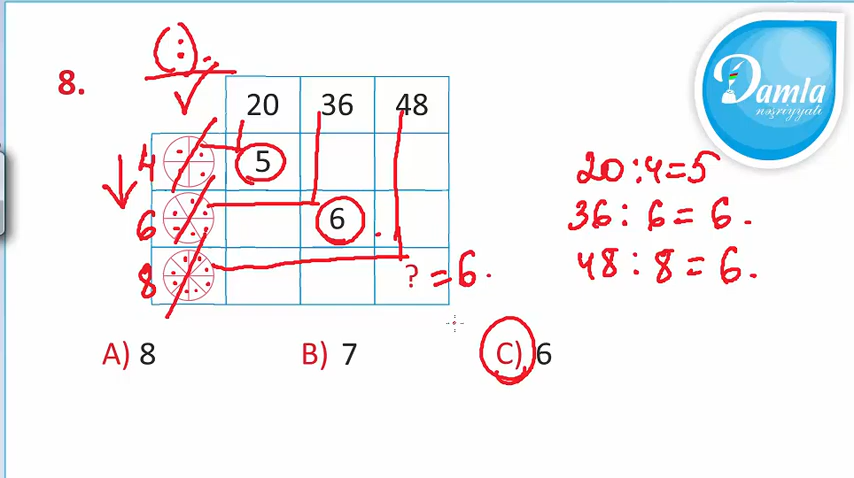 (:)
8.
20 36 48
4 5
6 6
8 ? = 6.
A) 8 B) 7 C) 6
Damla
nəşriyyatı
20:4=5
36:6=6.
48:8=6.